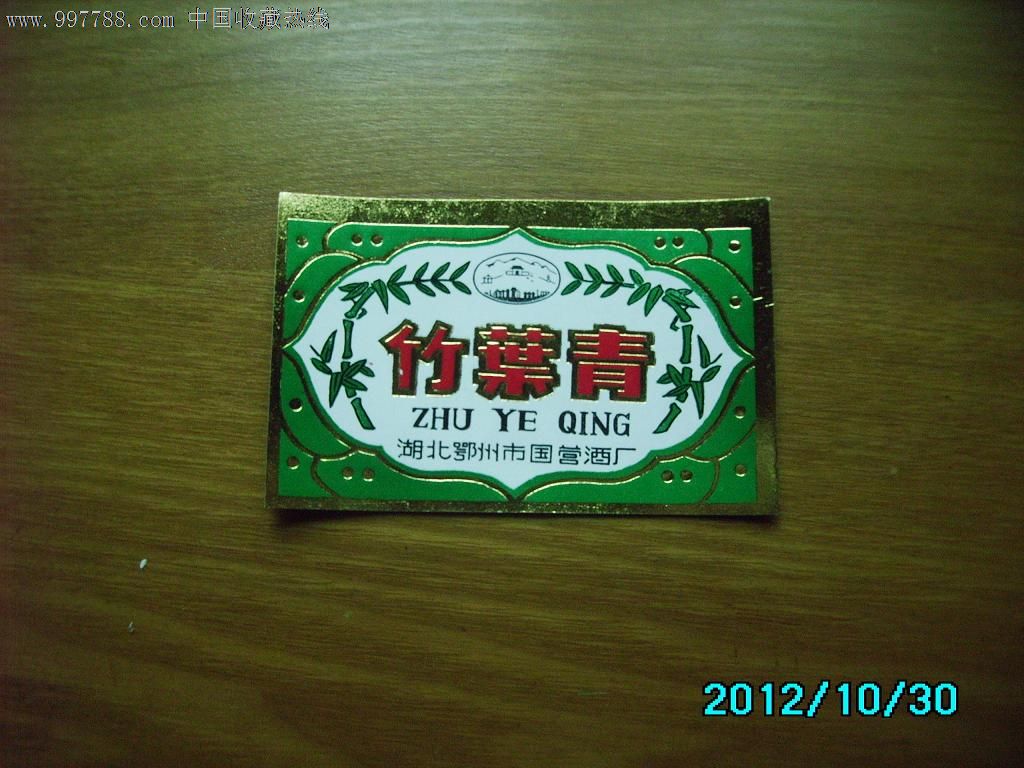 www.997788.com 中国收藏热线
竹葉青
ZHU YE QING
湖北鄂州市国营酒厂
2012/10/30